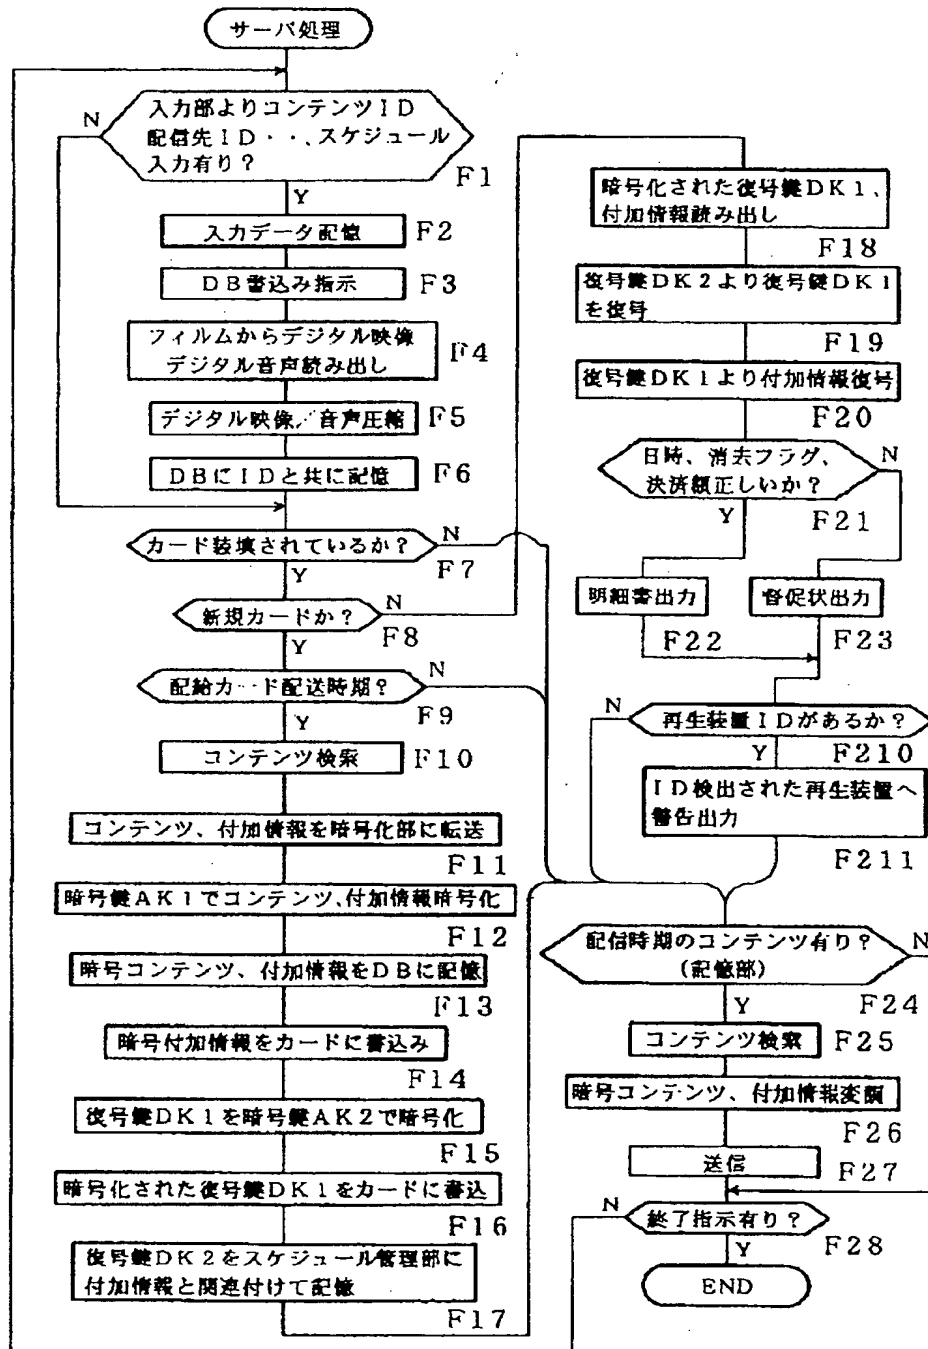 サーバ処理
入力部よりコンテンツID
配信先ID・・、スケジュール
入力有り?
N
F1
Y
入力データ記憶
F2
DB書込み指示
F3
フィルムからデジタル映像
デジタル音声読み出し
F4
デジタル映像/音声圧縮
F5
DBにIDと共に記憶
F6
カード装填されているか?
N
F7
Y
新規カードか?
N
F8
Y
配給カード配送時期?
N
F9
Y
コンテンツ検索
F10
コンテンツ、付加情報を暗号化部に転送
F11
暗号鍵AK1でコンテンツ、付加情報暗号化
F12
暗号コンテンツ、付加情報をDBに記憶
F13
暗号付加情報をカードに書込み
F14
復号鍵DK1を暗号鍵AK2で暗号化
F15
暗号化された復号鍵DK1をカードに書込
F16
復号鍵DK2をスケジュール管理部に
付加情報と関連付けて記憶
F17
暗号化された復号鍵DK1、
付加情報読み出し
F18
復号鍵DK2より復号鍵DK1
を復号
F19
復号鍵DK1より付加情報復号
F20
日時、消去フラグ、
決済額正しいか?
N
F21
Y
明細書出力
F22
督促状出力
F23
再生装置IDがあるか?
N
F210
Y
ID検出された再生装置へ
警告出力
F211
配信時期のコンテンツ有り?
(記憶部)
N
F24
Y
コンテンツ検索
F25
暗号コンテンツ、付加情報変調
F26
送信
F27
終了指示有り?
N
F28
Y
END